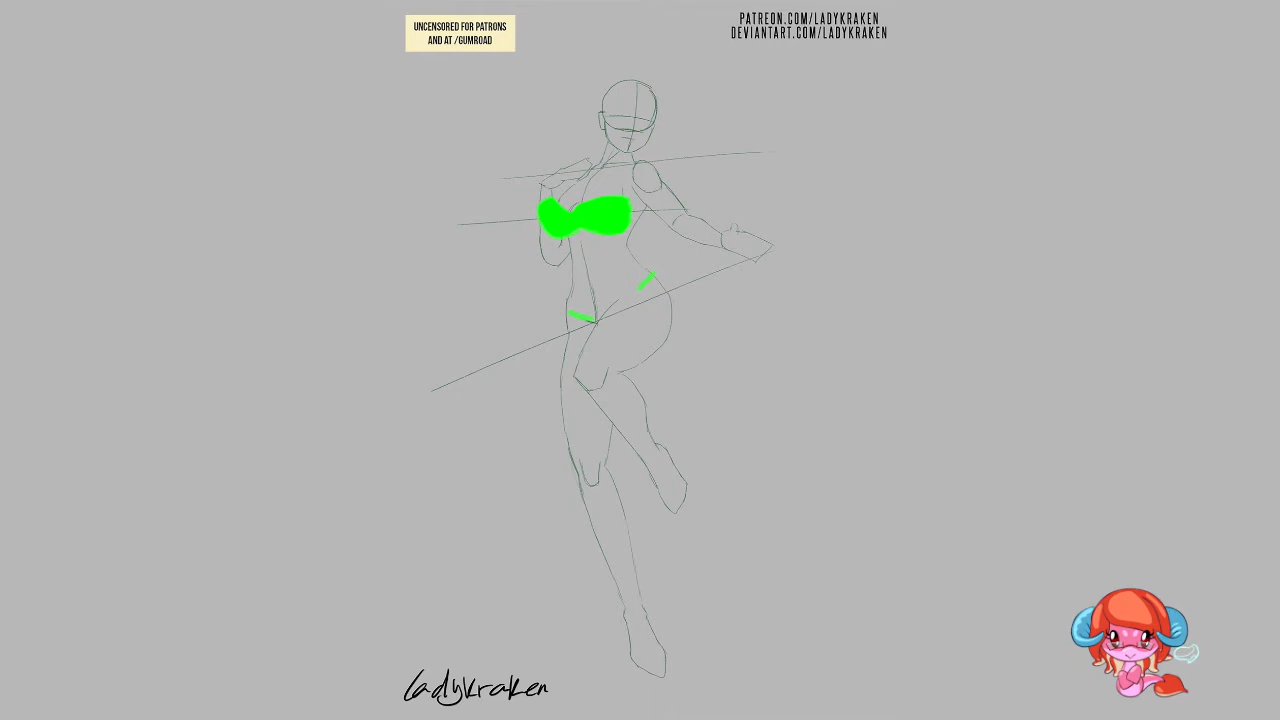 UNCENSORED FOR PATRONS
AND AT /GUMROAD
PATREON.COM/LADYKRAKEN
DEVIANTART.COM/LADYKRAKEN
ladykraken